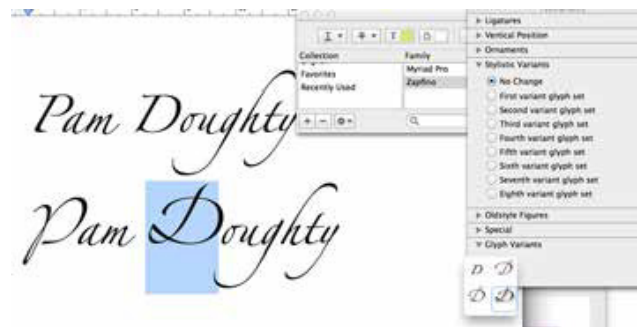 Pam Doughty
Pam Doughty
Collection
Family
Favorites
Recently Used
Myriad Pro
Zapfino
Ligatures
Vertical Position
Ornaments
Stylistic Variants
No Change
First variant glyph set
Second variant glyph set
Third variant glyph set
Fourth variant glyph set
Fifth variant glyph set
Sixth variant glyph set
Seventh variant glyph set
Eighth variant glyph set
Oldstyle Figures
Special
Glyph Variants
D D
D D